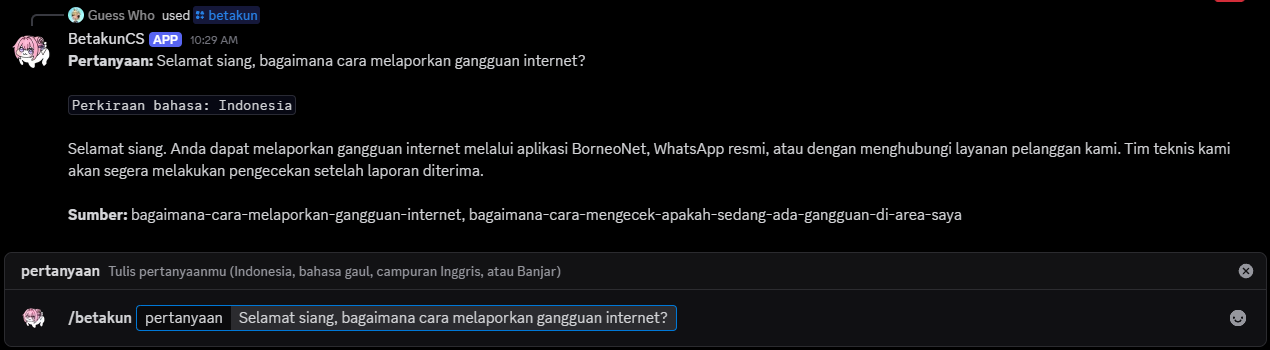 Guess Who used betakun
BetakunCS APP 10:29 AM
Pertanyaan: Selamat siang, bagaimana cara melaporkan gangguan internet?
Perkiraan bahasa: Indonesia
Selamat siang. Anda dapat melaporkan gangguan internet melalui aplikasi BorneoNet, WhatsApp resmi, atau dengan menghubungi layanan pelanggan kami. Tim teknis kami
akan segera melakukan pengecekan setelah laporan diterima.
Sumber: bagaimana-cara-melaporkan-gangguan-internet, bagaimana-cara-mengecek-apakah-sedang-ada-gangguan-di-area-saya
pertanyaan Tulis pertanyaanmu (Indonesia, bahasa gaul, campuran Inggris, atau Banjar)
/betakun pertanyaan Selamat siang, bagaimana cara melaporkan gangguan internet?